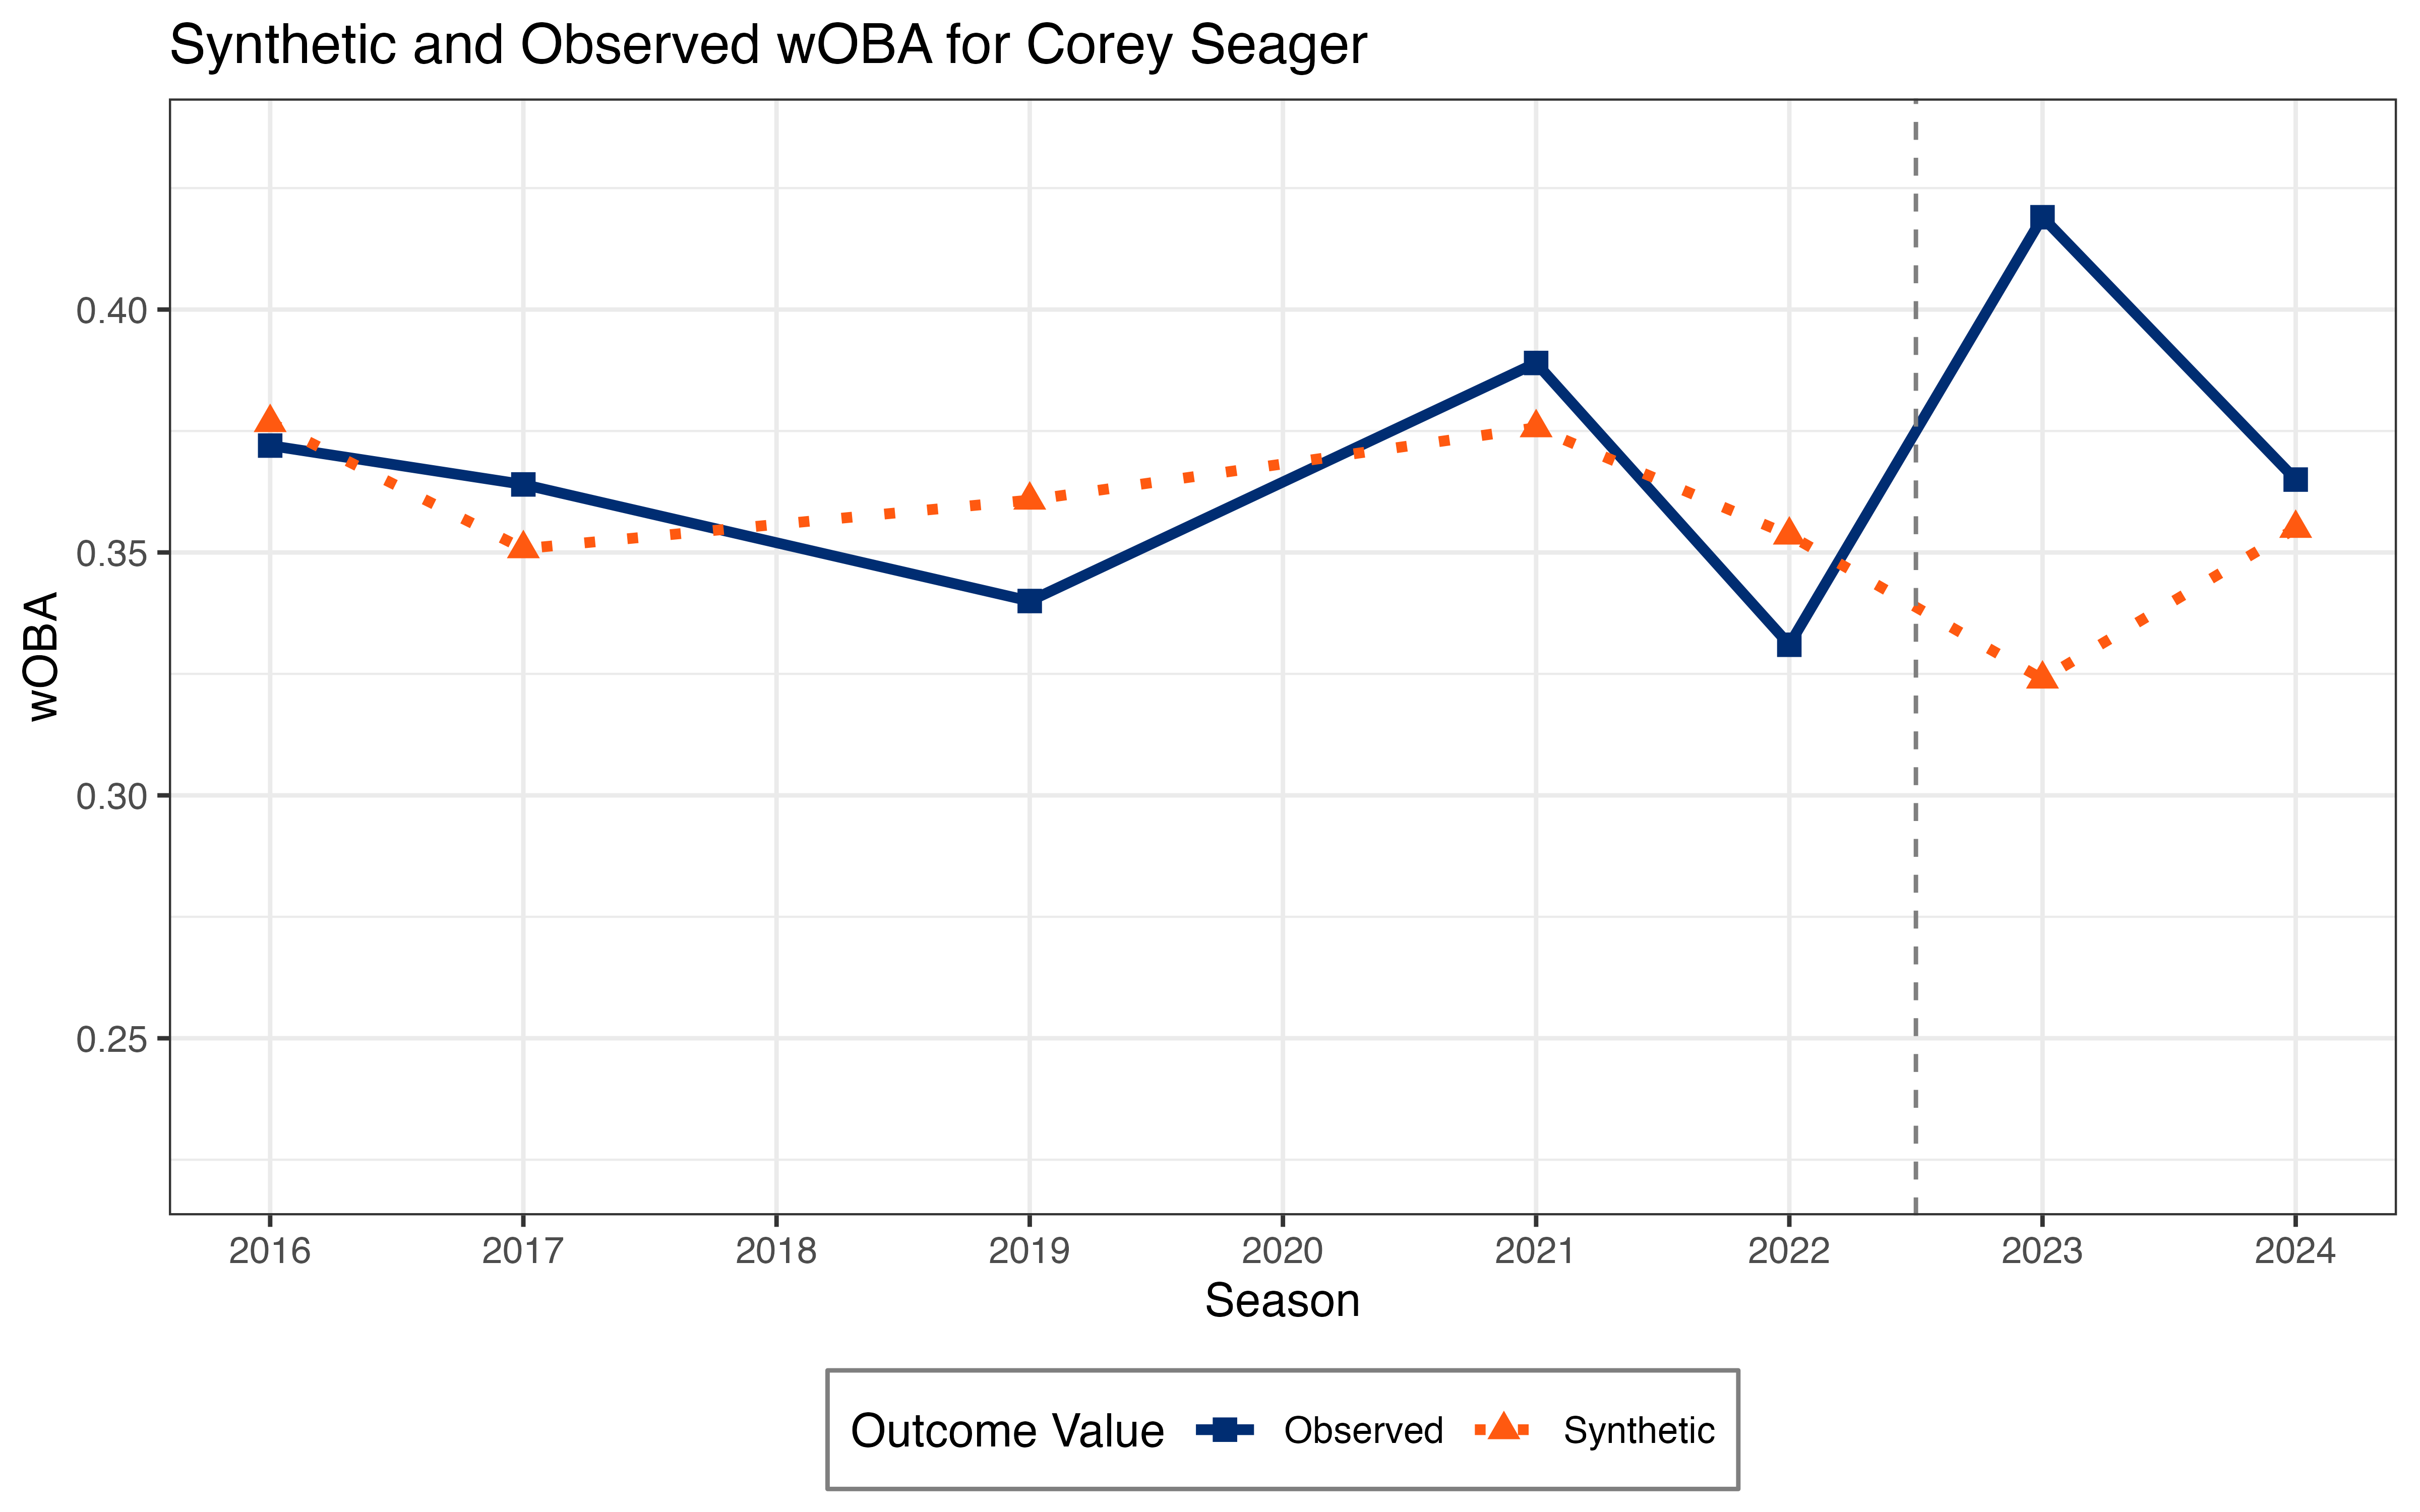 Synthetic and Observed wOBA for Corey Seager
wOBA
0.40
0.35
0.30
0.25
2016 2017 2018 2019 2020 2021 2022 2023 2024
Season
Outcome Value Observed Synthetic